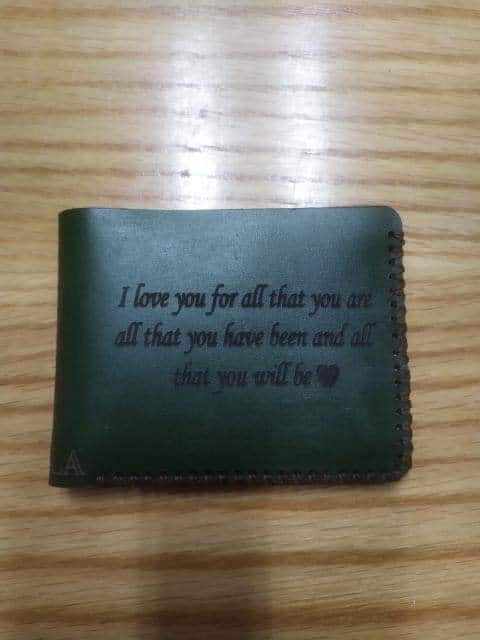 I love you for all that you are
all that you have been and all
that you will be ♥